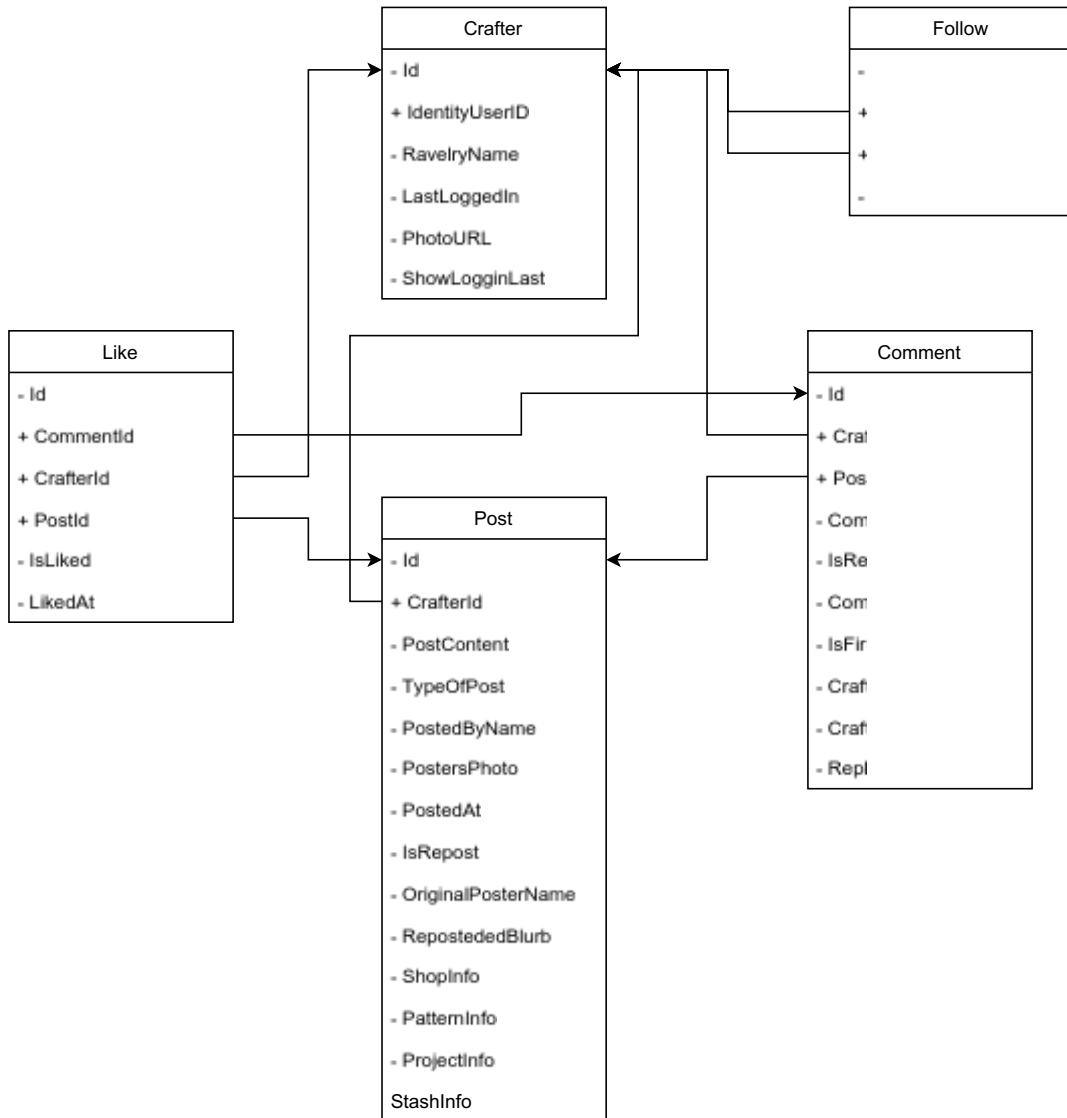 Crafter
- Id
+ IdentityUserID
- RavelryName
- LastLoggedIn
- PhotoURL
- ShowLogginLast
Follow
-
+
+
-
Like
- Id
+ CommentId
+ CrafterId
+ PostId
- IsLiked
- LikedAt
Comment
- Id
+ Craf
+ Pos
- Com
- IsRe
- Com
- IsFir
- Craft
- Craft
- Repl
Post
- Id
+ CrafterId
- PostContent
- TypeOfPost
- PostedByName
- PostersPhoto
- PostedAt
- IsRepost
- OriginalPosterName
- RepostededBlurb
- ShopInfo
- PatternInfo
- ProjectInfo
StashInfo